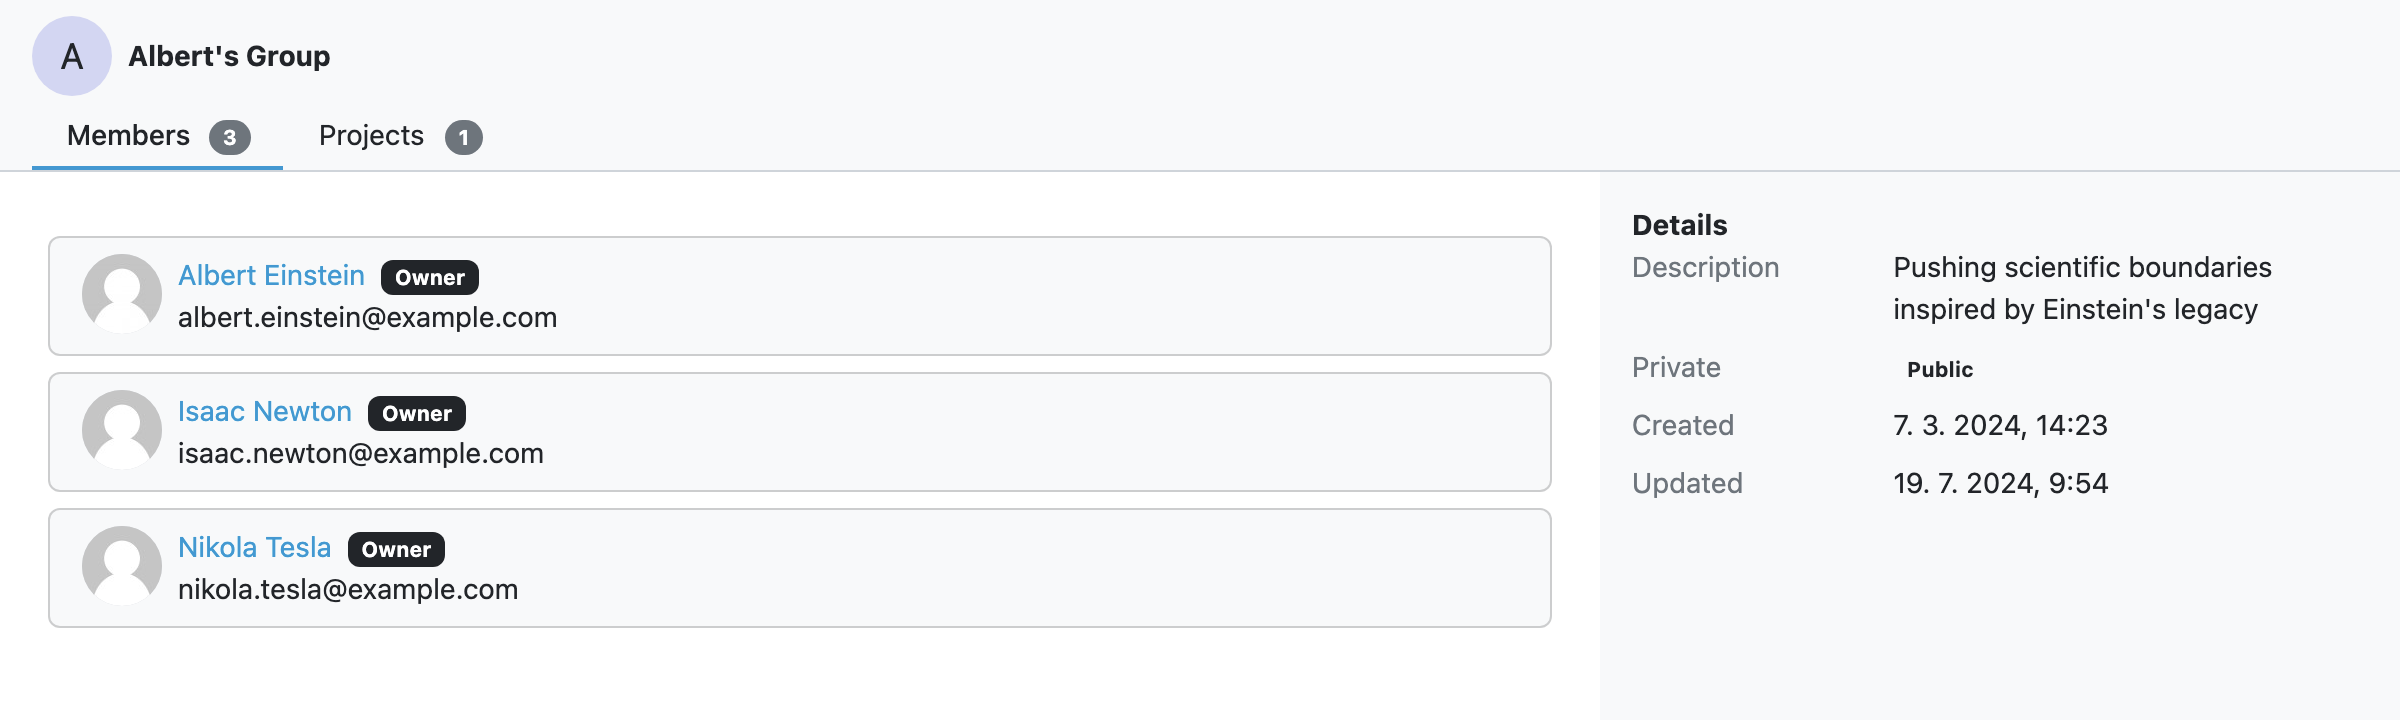 A
Albert's Group
Members 3 Projects 1
Albert Einstein Owner
albert.einstein@example.com
Isaac Newton Owner
isaac.newton@example.com
Nikola Tesla Owner
nikola.tesla@example.com
Details
Description Pushing scientific boundaries
inspired by Einstein's legacy
Private Public
Created 7. 3. 2024, 14:23
Updated 19. 7. 2024, 9:54